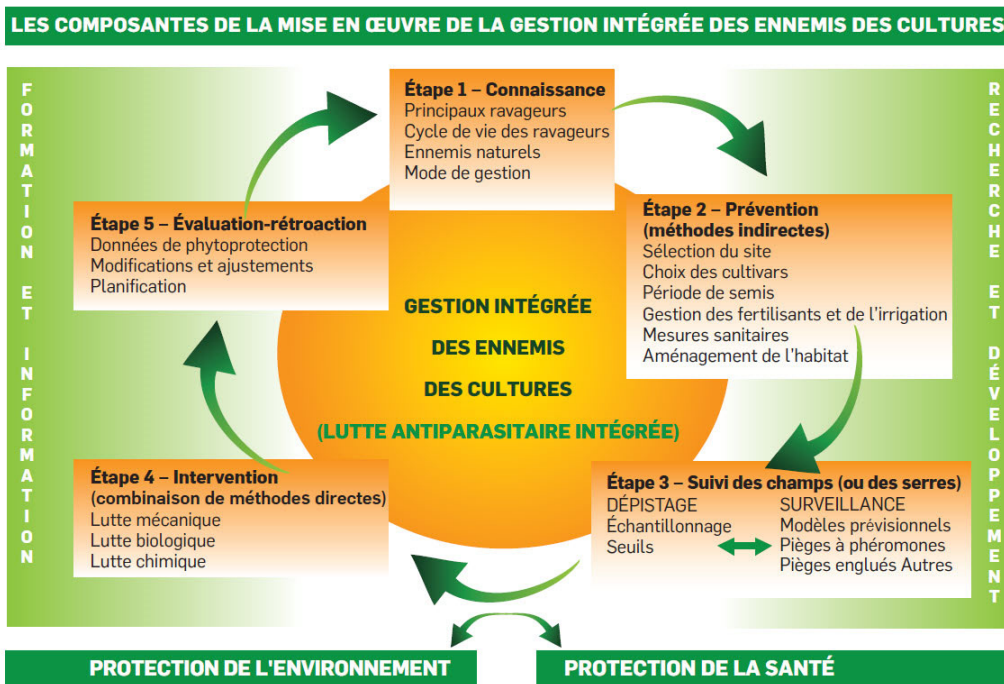 LES COMPOSANTES DE LA MISE EN ŒUVRE DE LA GESTION INTÉGRÉE DES ENNEMIS DES CULTURES
FORMATION ET INFORMATION
Étape 1 – Connaissance
Principaux ravageurs
Cycle de vie des ravageurs
Ennemis naturels
Mode de gestion
Étape 2 – Prévention
(méthodes indirectes)
Sélection du site
Choix des cultivars
Période de semis
Gestion des fertilisants et de l'irrigation
Mesures sanitaires
Aménagement de l'habitat
Étape 3 – Suivi des champs (ou des serres)
DÉPISTAGE
Échantillonnage
Seuils
SURVEILLANCE
Modèles prévisionnels
Pièges à phéromones
Pièges englués Autres
Étape 4 – Intervention
(combinaison de méthodes directes)
Lutte mécanique
Lutte biologique
Lutte chimique
Étape 5 – Évaluation-rétroaction
Données de phytoprotection
Modifications et ajustements
Planification
GESTION INTÉGRÉE
DES ENNEMIS
DES CULTURES
(LUTTE ANTIPARASITAIRE INTÉGRÉE)
RECHERCHE ET DÉVELOPPEMENT
PROTECTION DE L'ENVIRONNEMENT
PROTECTION DE LA SANTÉ